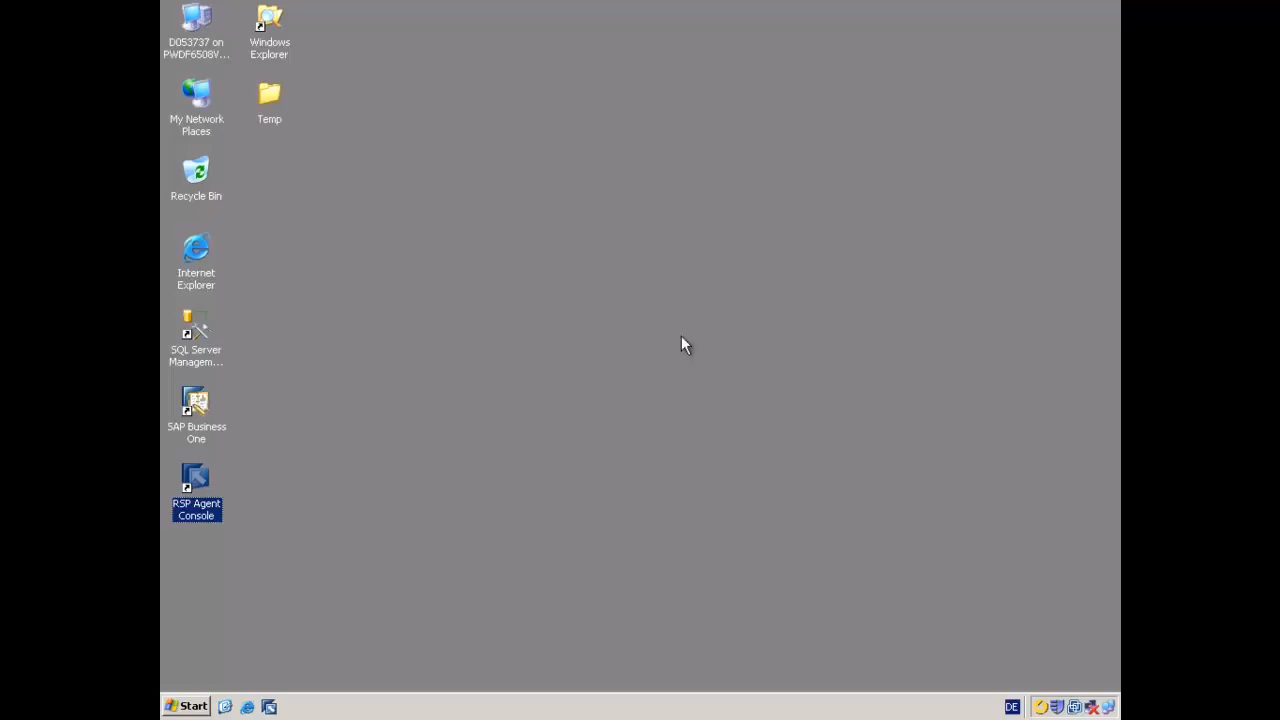 D053737 on
PWDF6508V...
Windows
Explorer
My Network
Places
Temp
Recycle Bin
Internet
Explorer
SQL Server
Managem...
SAP Business
One
RSP Agent
Console
Start
DE